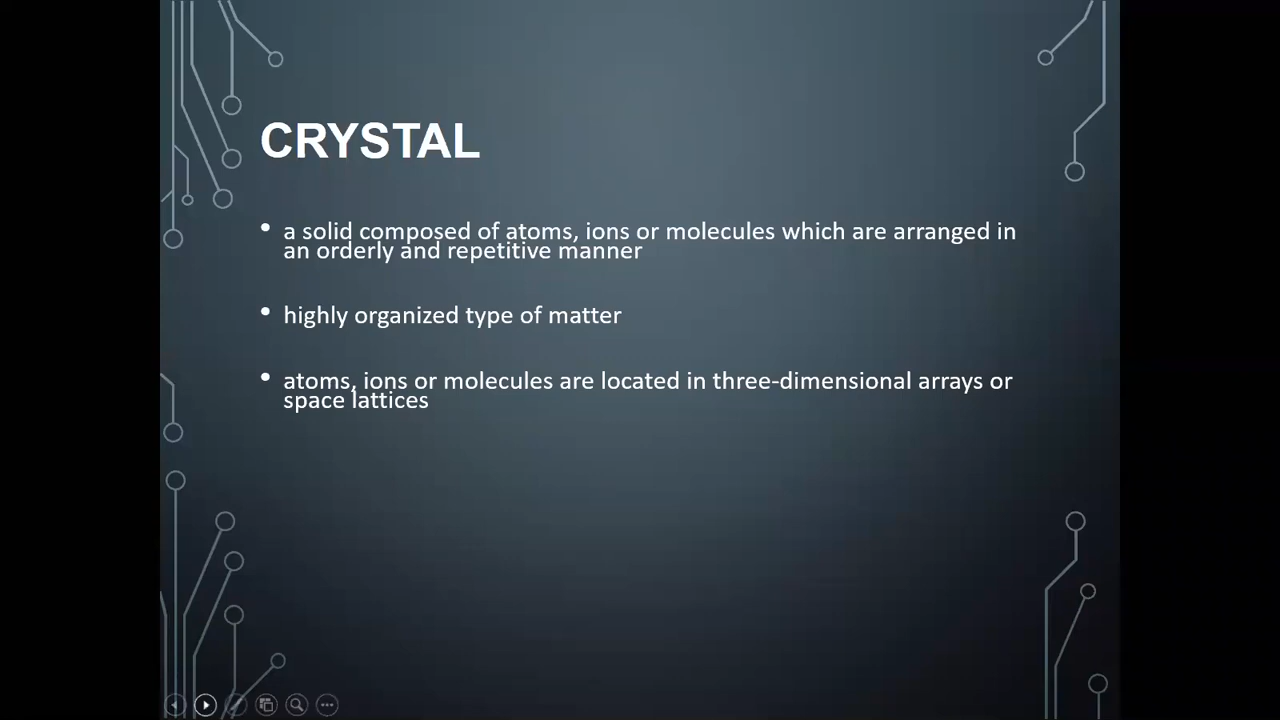 CRYSTAL
• a solid composed of atoms, ions or molecules which are arranged in
an orderly and repetitive manner
• highly organized type of matter
• atoms, ions or molecules are located in three-dimensional arrays or
space lattices